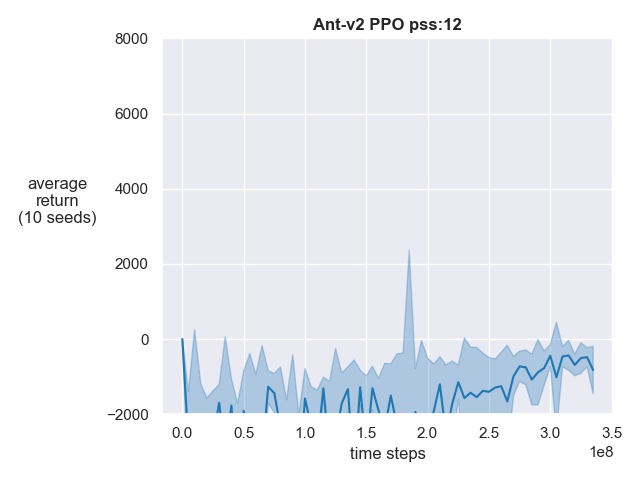 Ant-v2 PPO pss:12
8000
6000
4000
2000
0
−2000
average
return
(10 seeds)
0.0 0.5 1.0 1.5 2.0 2.5 3.0 3.5
1e8
time steps